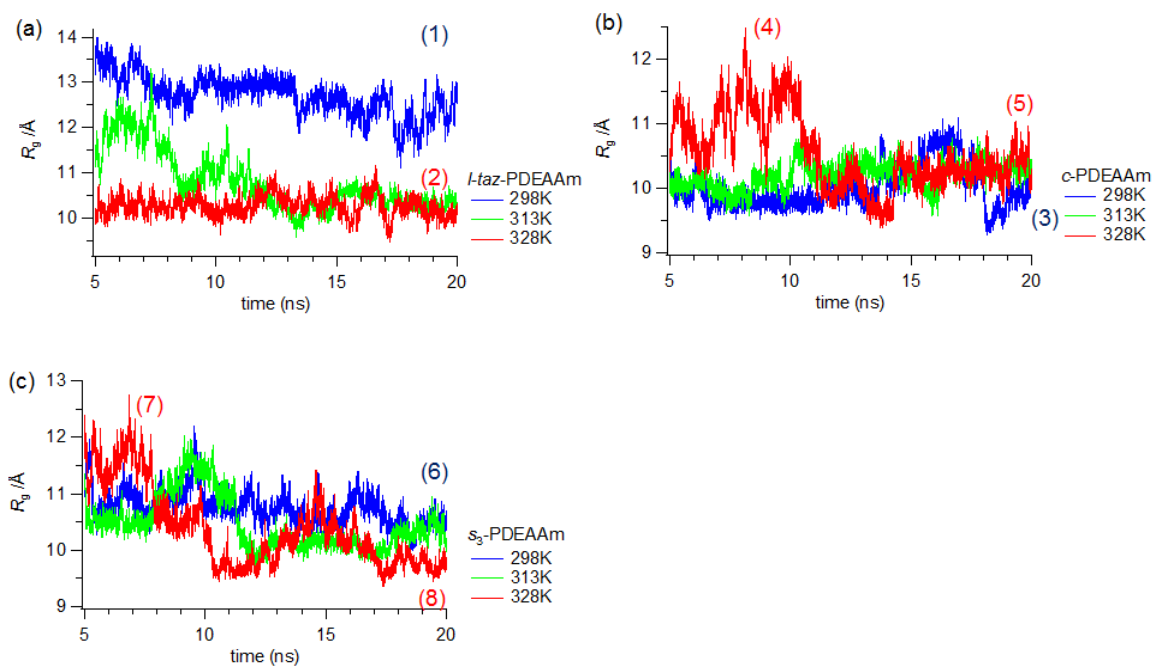 (a)
(1)
14
13
12
11
10
Rg /Å
(2)
l-taz-PDEAAm
298K
313K
328K
5
10
15
20
time (ns)
(b)
(4)
12
11
10
9
Rg /Å
(5)
c-PDEAAm
298K
(3)
313K
328K
5
10
15
20
time (ns)
(c)
13
(7)
12
11
10
9
Rg /Å
(6)
s3-PDEAAm
298K
313K
328K
(8)
5
10
15
20
time (ns)